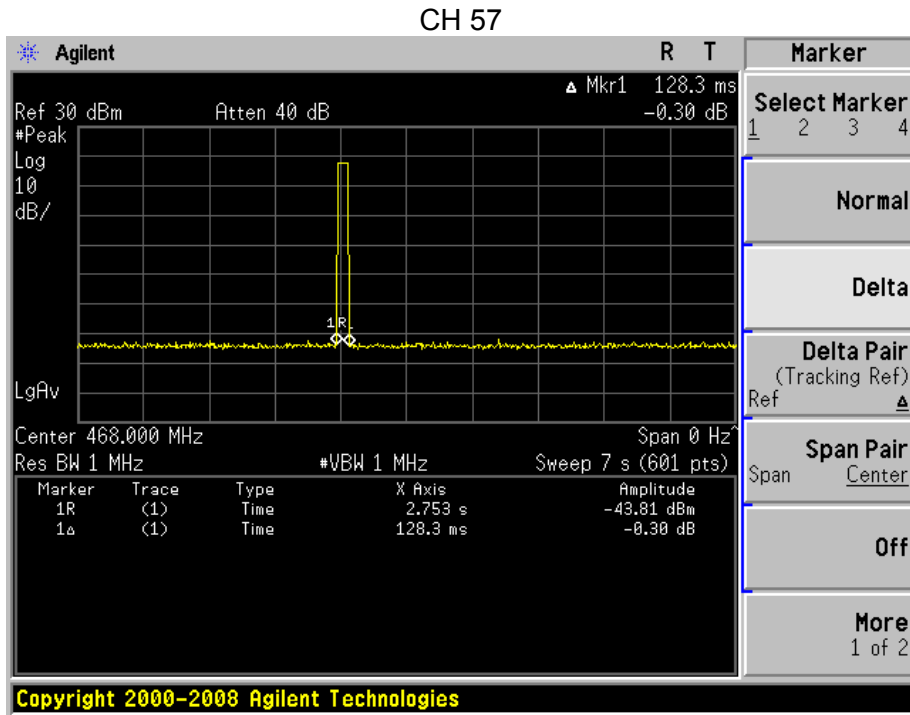 CH 57
Agilent R T Marker
Δ Mkr1 128.3 ms
Ref 30 dBm Atten 40 dB -0.30 dB
#Peak
Log
10
dB/
1R
LgAv
Center 468.000 MHz Span 0 Hz^
Res BW 1 MHz #VBW 1 MHz Sweep 7 s (601 pts)
Marker Trace Type X Axis Amplitude
1R (1) Time 2.753 s -43.81 dBm
1Δ (1) Time 128.3 ms -0.30 dB
Select Marker
1 2 3 4
Normal
Delta
Delta Pair
(Tracking Ref)
Ref Δ
Span Pair
Span Center
Off
More
1 of 2
Copyright 2000-2008 Agilent Technologies